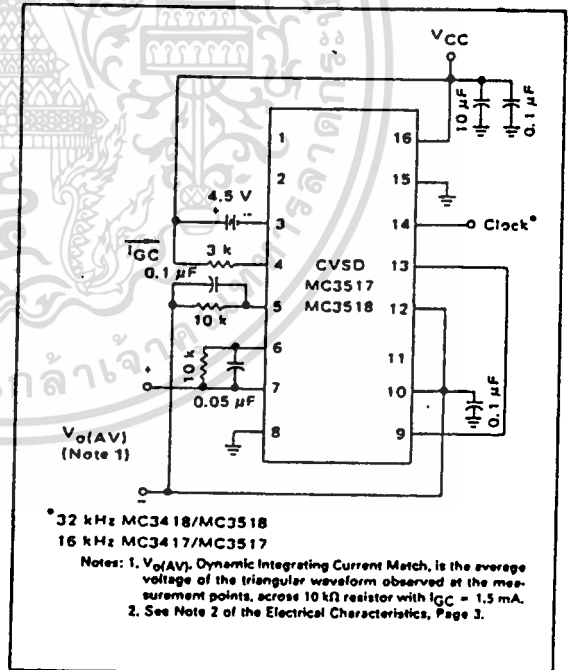 VCC
10 µF
0.1 µF
1
16
2
15
4.5 V
+
-
3
14
Clock*
IGC
3 k
4
CVSD
MC3517
MC3518
13
0.1 µF
10 k
5
12
6
11
10 k
+
0.05 µF
7
10
0.1 µF
8
9
Vo(AV)
(Note 1)
-
*32 kHz MC3418/MC3518
16 kHz MC3417/MC3517
Notes: 1. Vo(AV), Dynamic Integrating Current Match, is the average
voltage of the triangular waveform observed at the mea-
surement points, across 10 kΩ resistor with IGC = 1.5 mA.
2. See Note 2 of the Electrical Characteristics, Page 3.